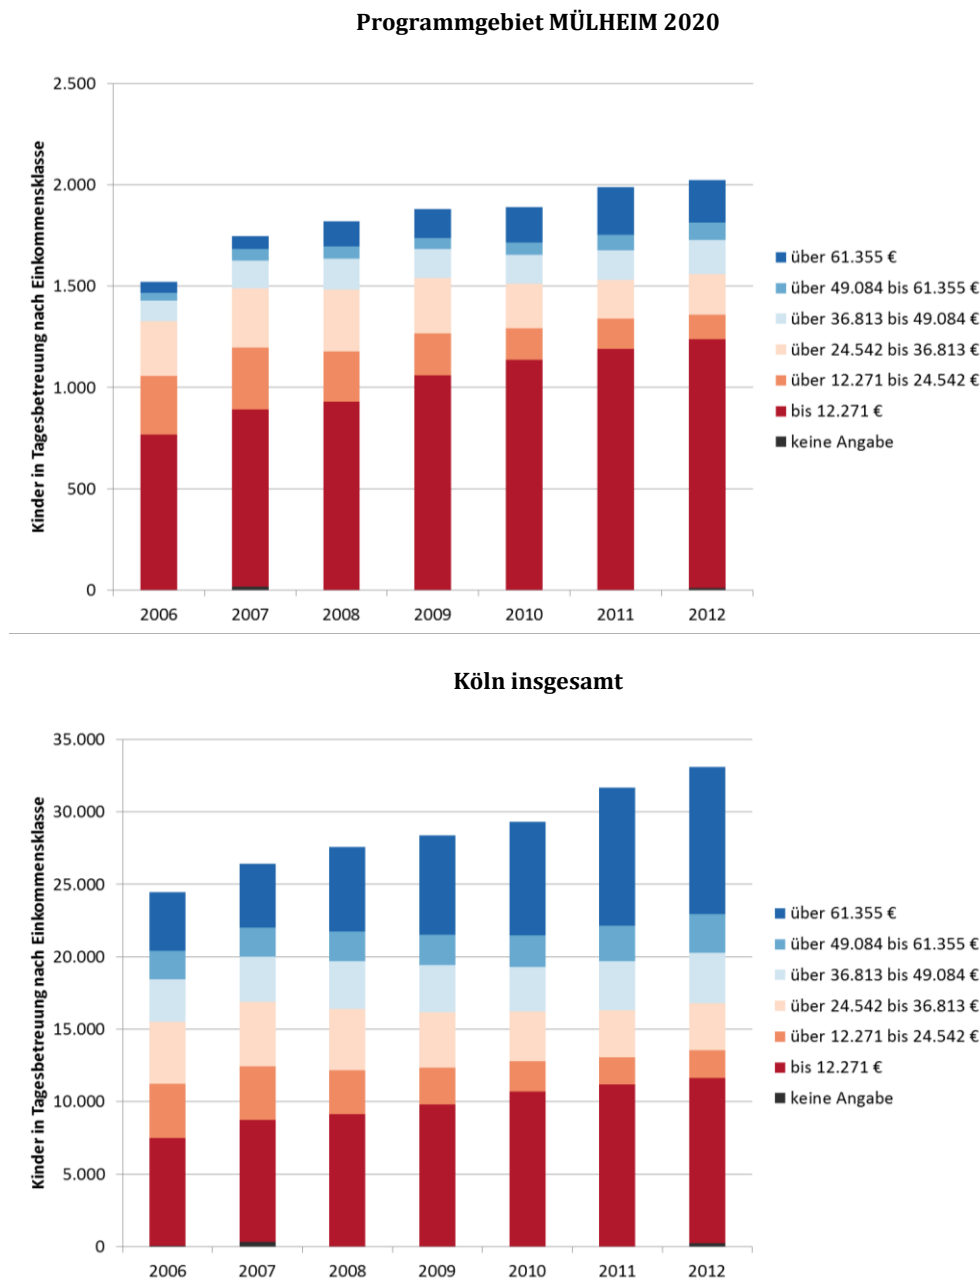 Programmgebiet MÜLHEIM 2020
Kinder in Tagesbetreuung nach Einkommensklasse
2.500
2.000
1.500
1.000
500
0
2006 2007 2008 2009 2010 2011 2012
über 61.355 €
über 49.084 bis 61.355 €
über 36.813 bis 49.084 €
über 24.542 bis 36.813 €
über 12.271 bis 24.542 €
bis 12.271 €
keine Angabe
Köln insgesamt
Kinder in Tagesbetreuung nach Einkommensklasse
35.000
30.000
25.000
20.000
15.000
10.000
5.000
0
2006 2007 2008 2009 2010 2011 2012
über 61.355 €
über 49.084 bis 61.355 €
über 36.813 bis 49.084 €
über 24.542 bis 36.813 €
über 12.271 bis 24.542 €
bis 12.271 €
keine Angabe